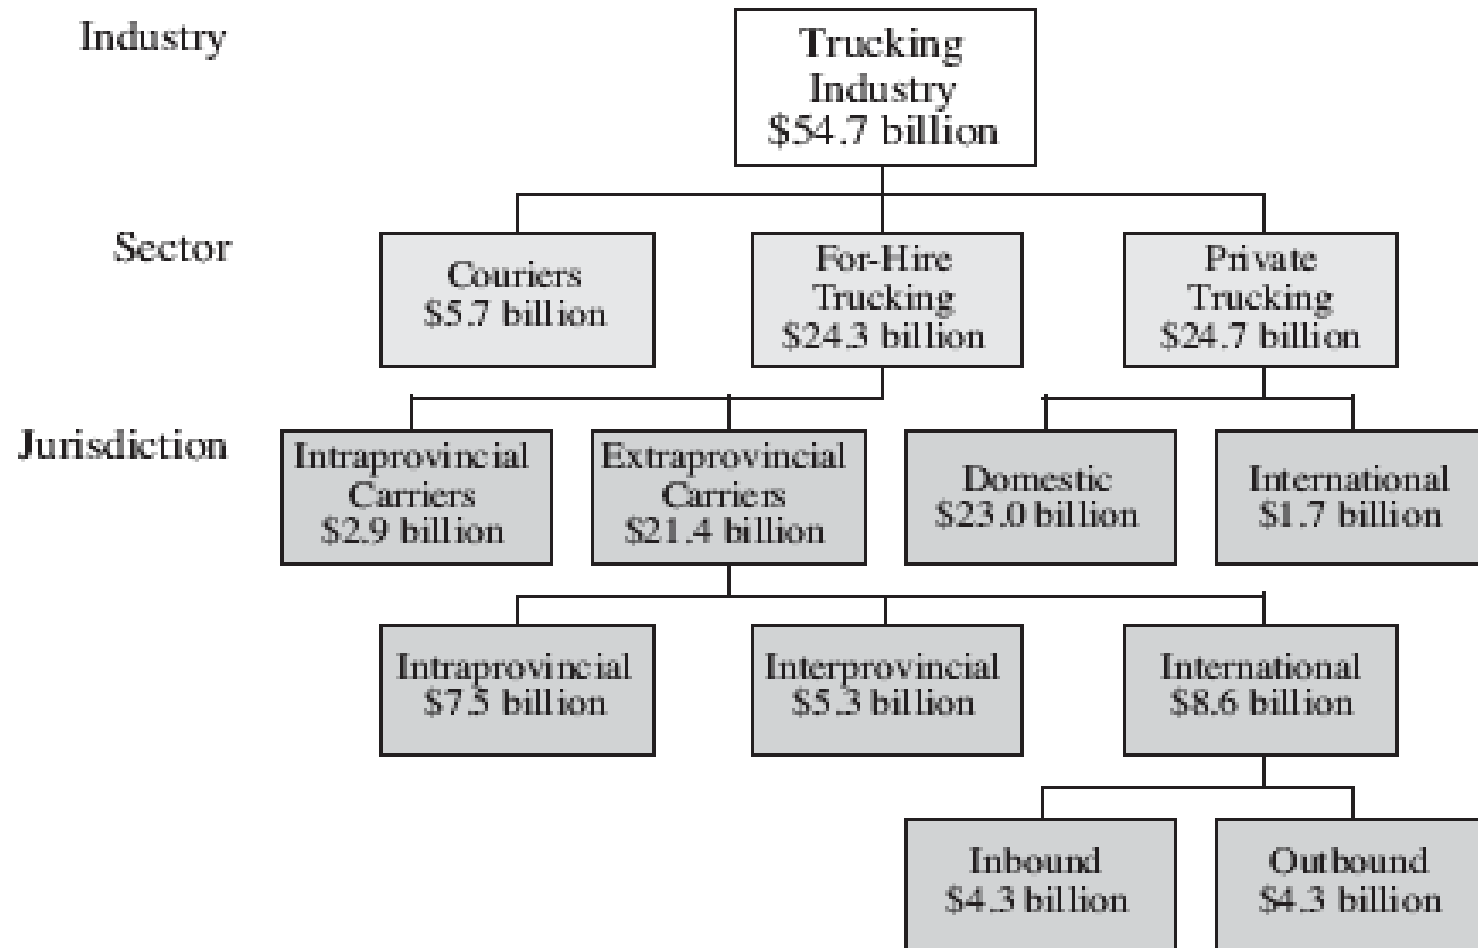 Industry
Trucking
Industry
$54.7 billion
Sector
Couriers
$5.7 billion
For-Hire
Trucking
$24.3 billion
Private
Trucking
$24.7 billion
Jurisdiction
Intraprovincial
Carriers
$2.9 billion
Extraprovincial
Carriers
$21.4 billion
Domestic
$23.0 billion
International
$1.7 billion
Intraprovincial
$7.5 billion
Interprovincial
$5.3 billion
International
$8.6 billion
Inbound
$4.3 billion
Outbound
$4.3 billion